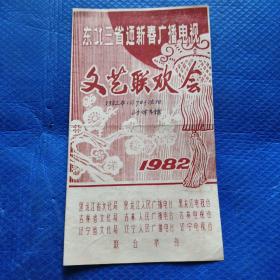 东北三省迎新春广播电视
文艺联欢会
1982
黑龙江省文化局 黑龙江人民广播电台 黑龙江电视台
吉林省文化局 吉林人民广播电台 吉林电视台
辽宁省文化局 辽宁人民广播电台 辽宁电视台
联合举办